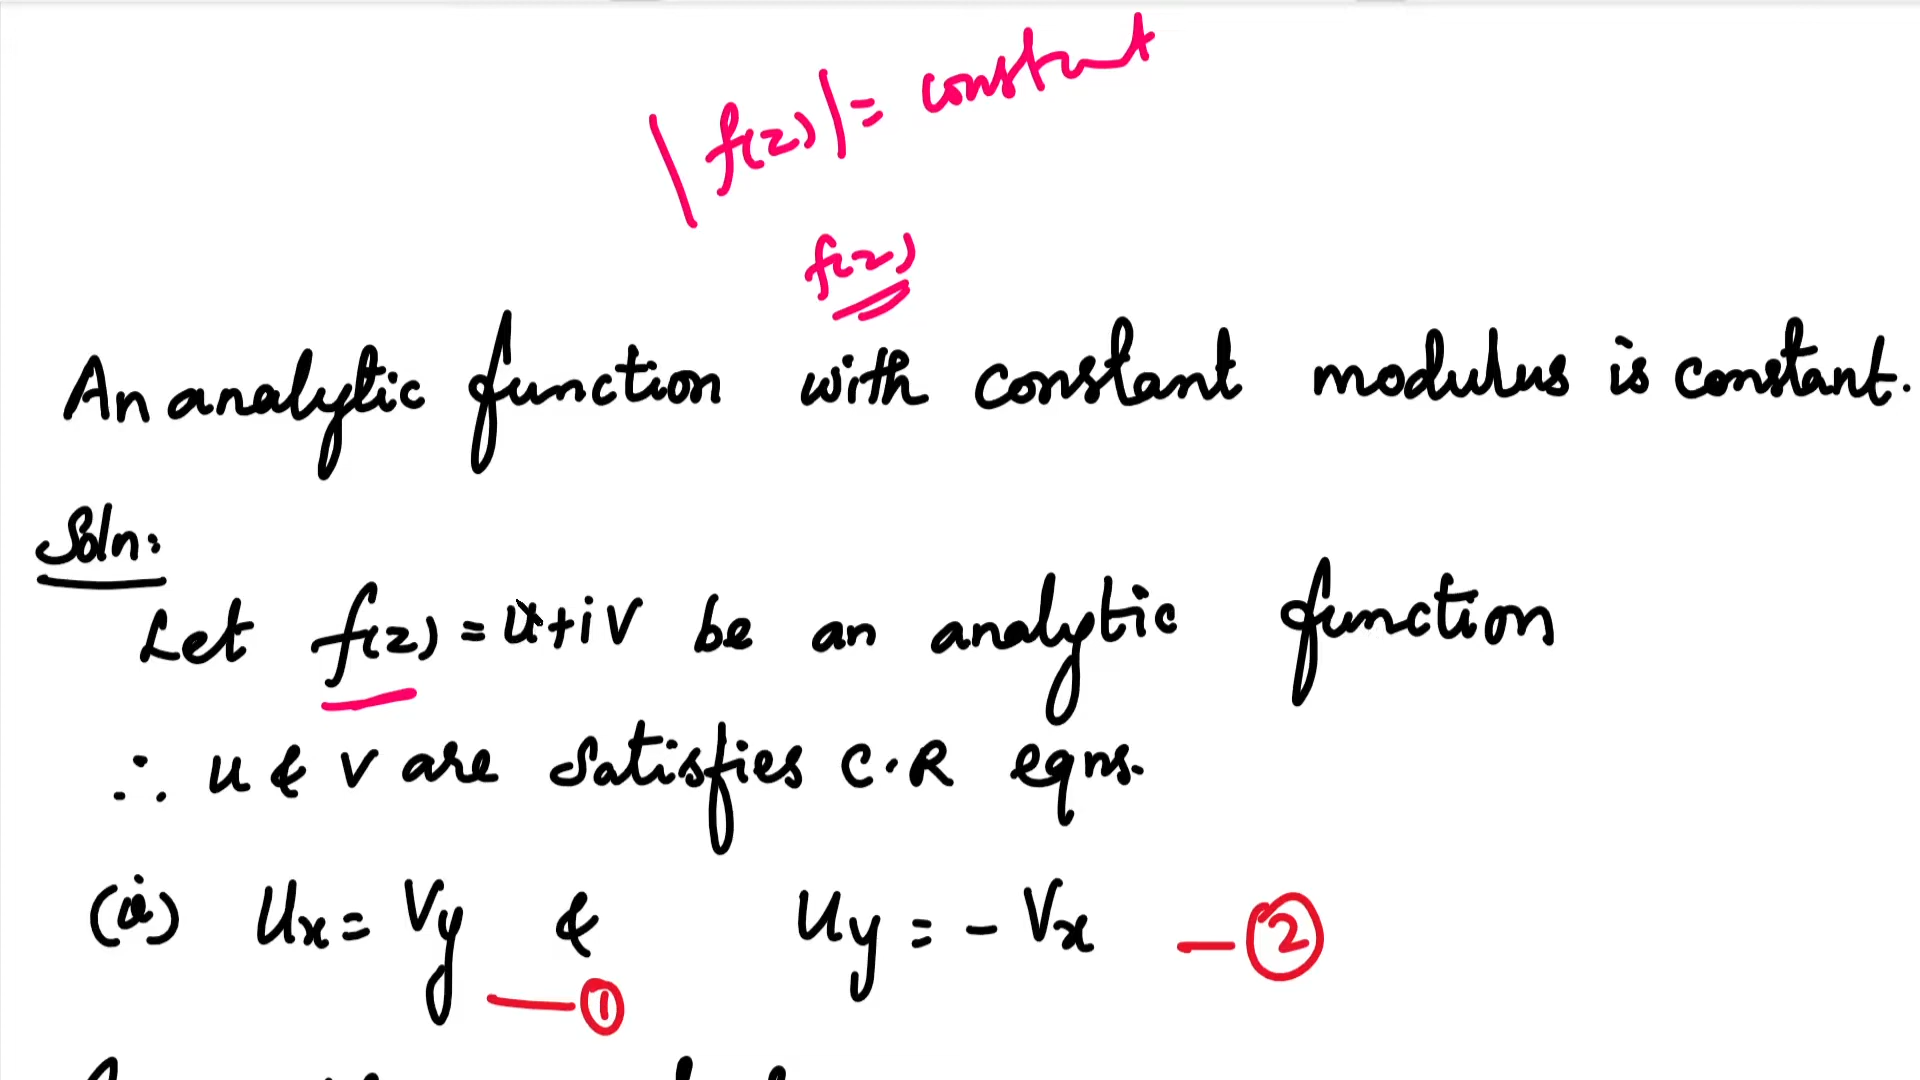 |f(z)| = constant
f(z)
An analytic function with constant modulus is constant.
Soln:
Let f(z) = u+iv be an analytic function
∴ u & v are satisfies C.R eqns.
(ie) Ux = Vy & Uy = - Vx — ②
— ①